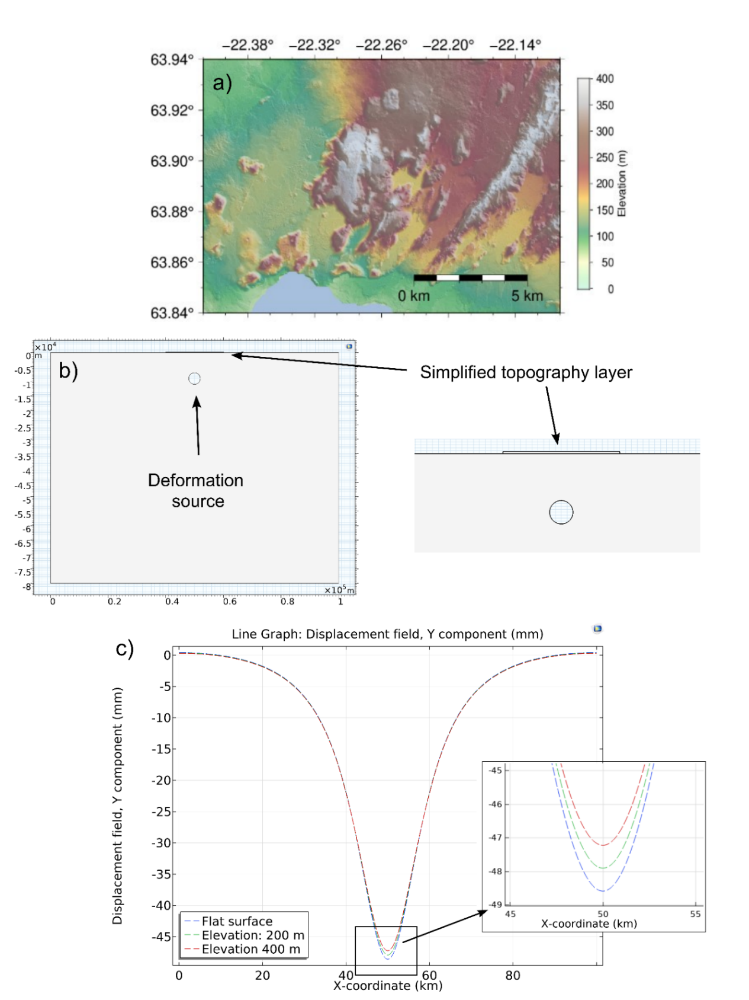 −22.38° −22.32° −22.26° −22.20° −22.14°
63.94°
63.92°
63.90°
63.88°
63.86°
63.84°
a)
0 km 5 km
400
350
300
250
200
150
100
50
0
Elevation (m)
×10⁴
m
0
-0.5
-1
-1.5
-2
-2.5
-3
-3.5
-4
-4.5
-5
-5.5
-6
-6.5
-7
-7.5
-8
b)
Deformation
source
×10⁵ m
0 0.2 0.4 0.6 0.8 1
Simplified topography layer
c)
Line Graph: Displacement field, Y component (mm)
Displacement field, Y component (mm)
0
-5
-10
-15
-20
-25
-30
-35
-40
-45
Flat surface
Elevation: 200 m
Elevation 400 m
0 20 40 60 80
X-coordinate (km)
-45
-46
-47
-48
-49
45 50 55
X-coordinate (km)